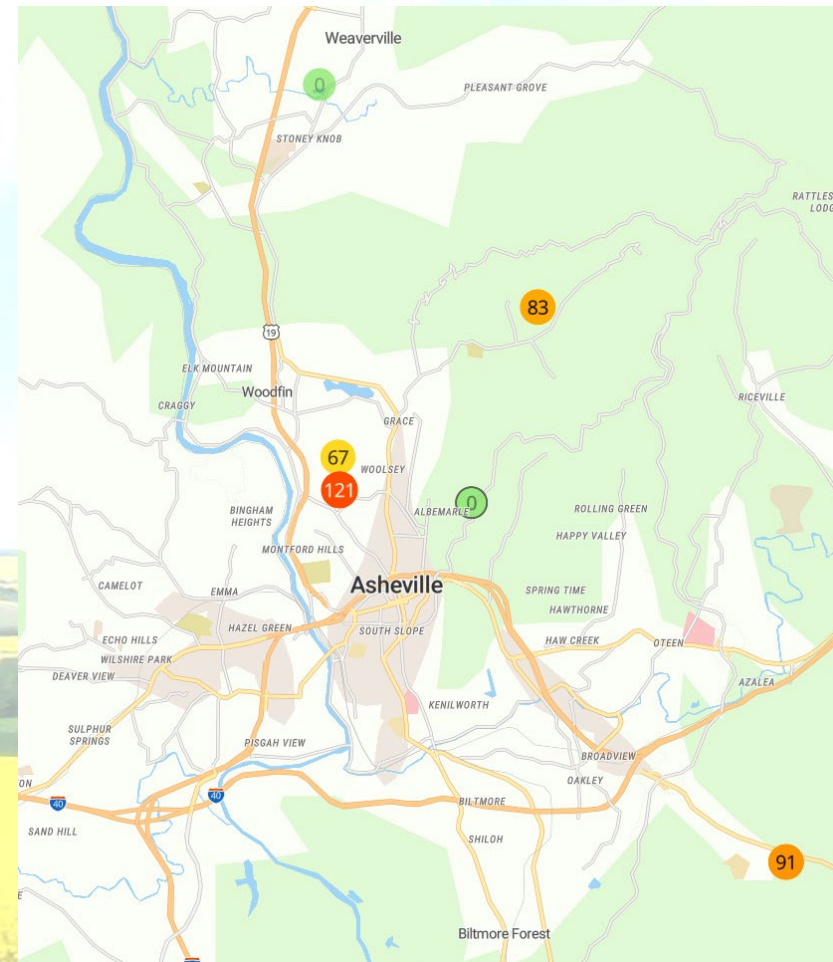 Weaverville
0
PLEASANT GROVE
STONEY KNOB
RATTLES
LODG
83
19
ELK MOUNTAIN
Woodfin
CRAGGY
RICEVILLE
GRACE
67
WOOLSEY
121
0
ALBEMARLE
BINGHAM
HEIGHTS
ROLLING GREEN
HAPPY VALLEY
MONTFORD HILLS
CAMELOT
EMMA
Asheville
SPRING TIME
HAWTHORNE
HAZEL GREEN
SOUTH SLOPE
ECHO HILLS
WILSHIRE PARK
HAW CREEK
OTEEN
DEAVER VIEW
AZALEA
KENILWORTH
SULPHUR
SPRINGS
PISGAH VIEW
BROADVIEW
ON
OAKLEY
40
40
BILTMORE
SAND HILL
SHILOH
91
E
Biltmore Forest